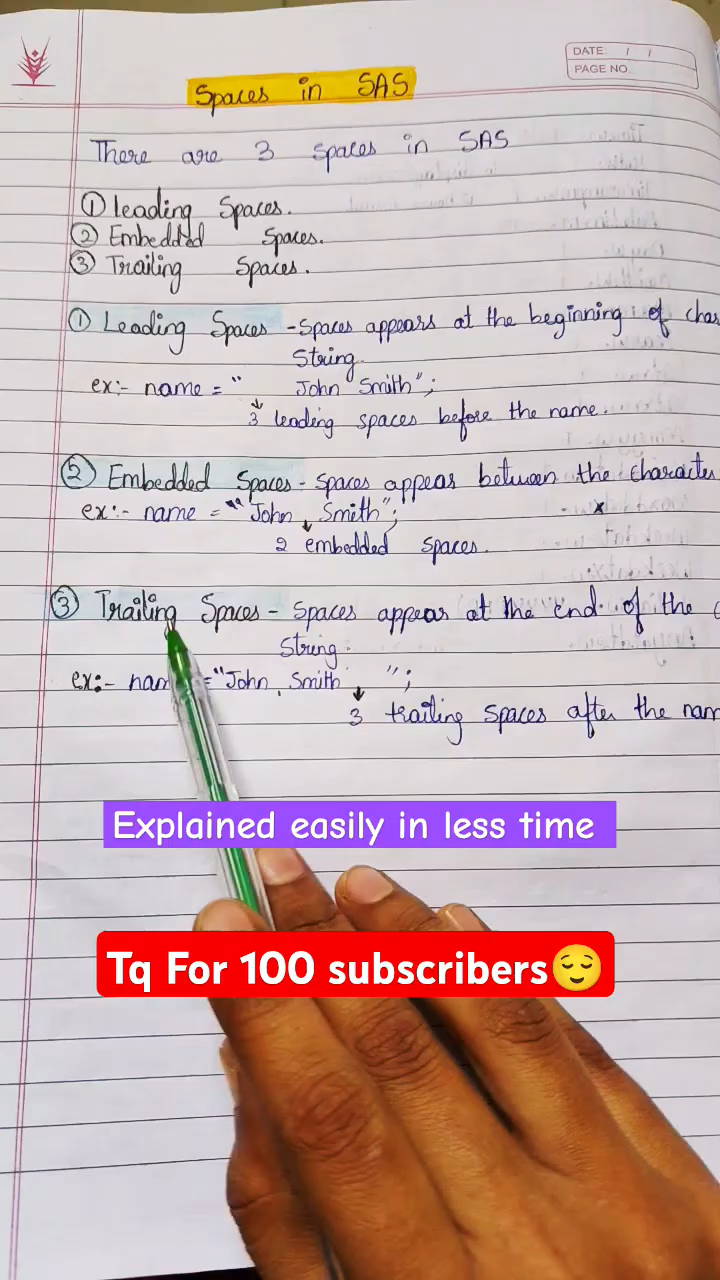 DATE: / /
PAGE NO
Spaces in SAS
There are 3 spaces in SAS
① Leading Spaces.
② Embedded Spaces.
③ Trailing Spaces.
① Leading Spaces - Spaces appears at the beginning of char
String.
ex:- name = " John Smith";
3 leading spaces before the name.
② Embedded Spaces - Spaces appear between the character
ex:- name = "John Smith";
2 embedded spaces.
③ Trailing Spaces - Spaces appear at the end of the c
String.
ex:- nam = "John Smith ";
3 trailing spaces after the nam
Explained easily in less time
Tq For 100 subscribers😌